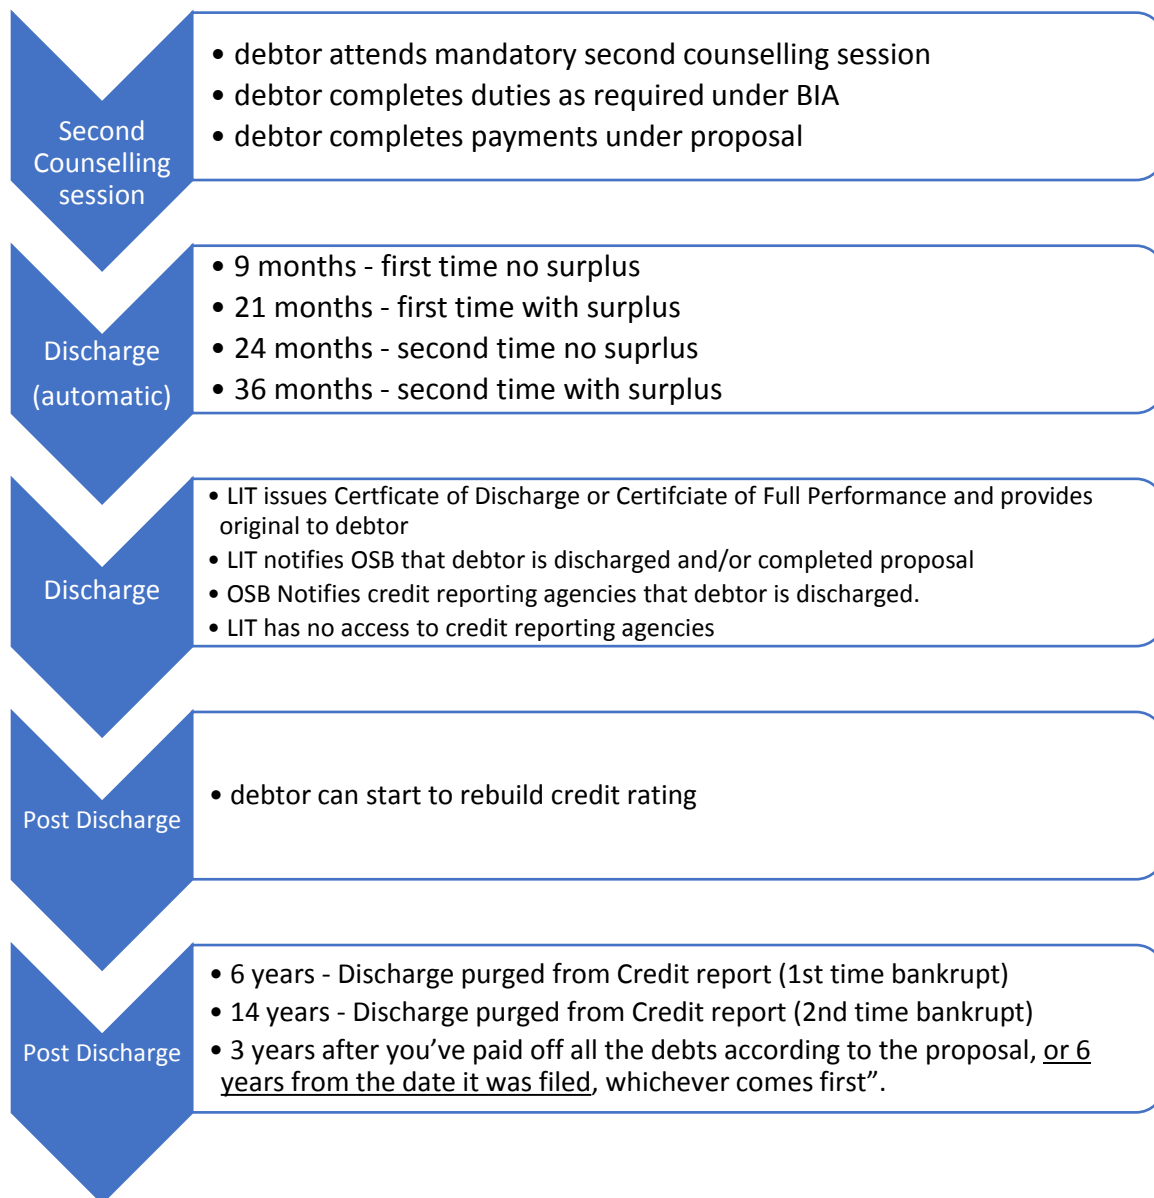 Second
Counselling
session
• debtor attends mandatory second counselling session
• debtor completes duties as required under BIA
• debtor completes payments under proposal
Discharge
(automatic)
• 9 months - first time no surplus
• 21 months - first time with surplus
• 24 months - second time no suprlus
• 36 months - second time with surplus
Discharge
• LIT issues Certficate of Discharge or Certifciate of Full Performance and provides
original to debtor
• LIT notifies OSB that debtor is discharged and/or completed proposal
• OSB Notifies credit reporting agencies that debtor is discharged.
• LIT has no access to credit reporting agencies
Post Discharge
• debtor can start to rebuild credit rating
Post Discharge
• 6 years - Discharge purged from Credit report (1st time bankrupt)
• 14 years - Discharge purged from Credit report (2nd time bankrupt)
• 3 years after you’ve paid off all the debts according to the proposal, or 6
years from the date it was filed, whichever comes first”.